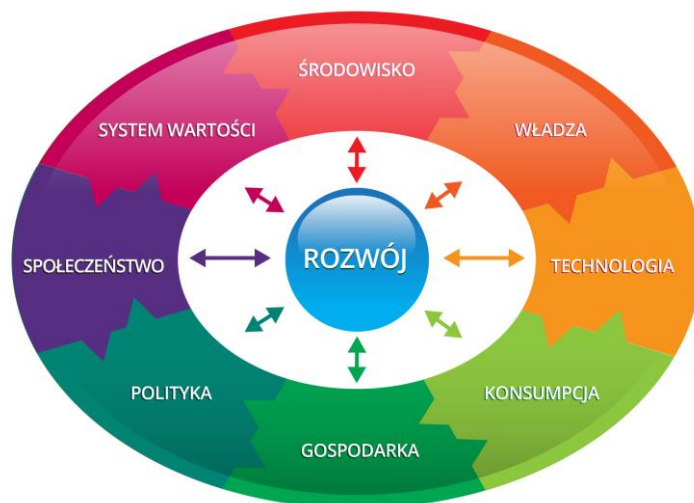 ŚRODOWISKO
SYSTEM WARTOŚCI
WŁADZA
SPOŁECZEŃSTWO
ROZWÓJ
TECHNOLOGIA
POLITYKA
KONSUMPCJA
GOSPODARKA